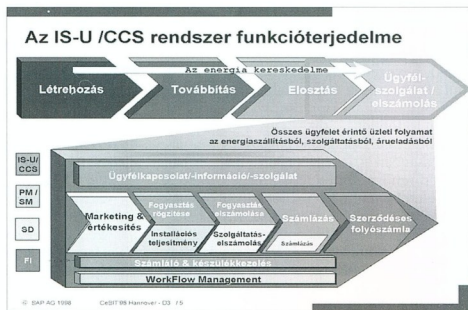 Az IS-U /CCS rendszer funkcióterjedelme
Az energia kereskedelme
Létrehozás
Továbbítás
Elosztás
Ügyfél-
szolgálat /
elszámolás
Összes ügyfelet érintő üzleti folyamat
az energiaszállításból, szolgáltatásból, árueladásból
IS-U/
CCS
PM /
SM
SD
FI
Ügyfélkapcsolat/-információ/-szolgálat
Marketing &
értékesítés
Fogyasztás
rögzítése
Installációs
teljesítmény
Fogyasztás
elszámolása
Szolgáltatás-
elszámolás
Számlázás
Számlázás
Szerződéses
folyószámla
Számláló & készülékkezelés
WorkFlow Management
© SAP AG 1998 CeBIT'98 Hannover - D3 / 5